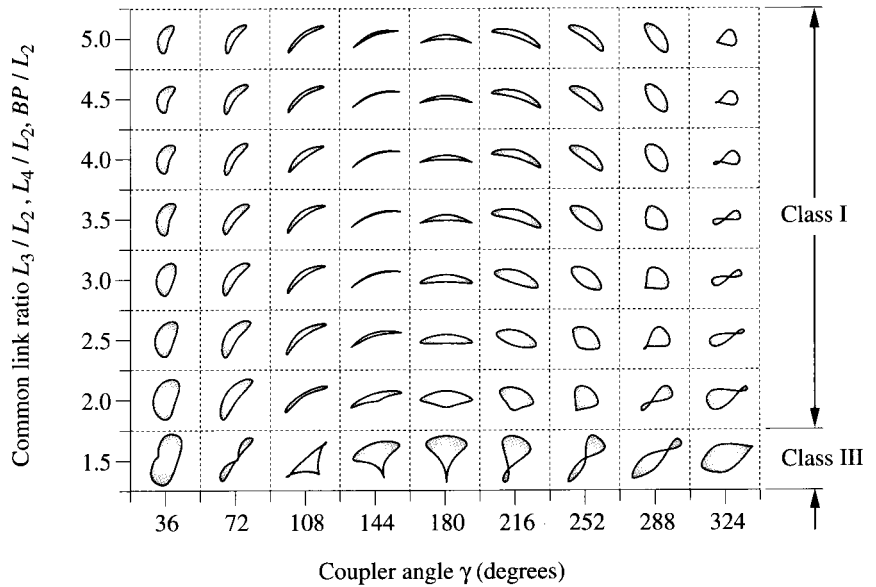 Common link ratio L3 / L2 , L4 / L2, BP / L2
5.0
4.5
4.0
3.5
3.0
2.5
2.0
1.5
Class I
Class III
36 72 108 144 180 216 252 288 324
Coupler angle γ (degrees)